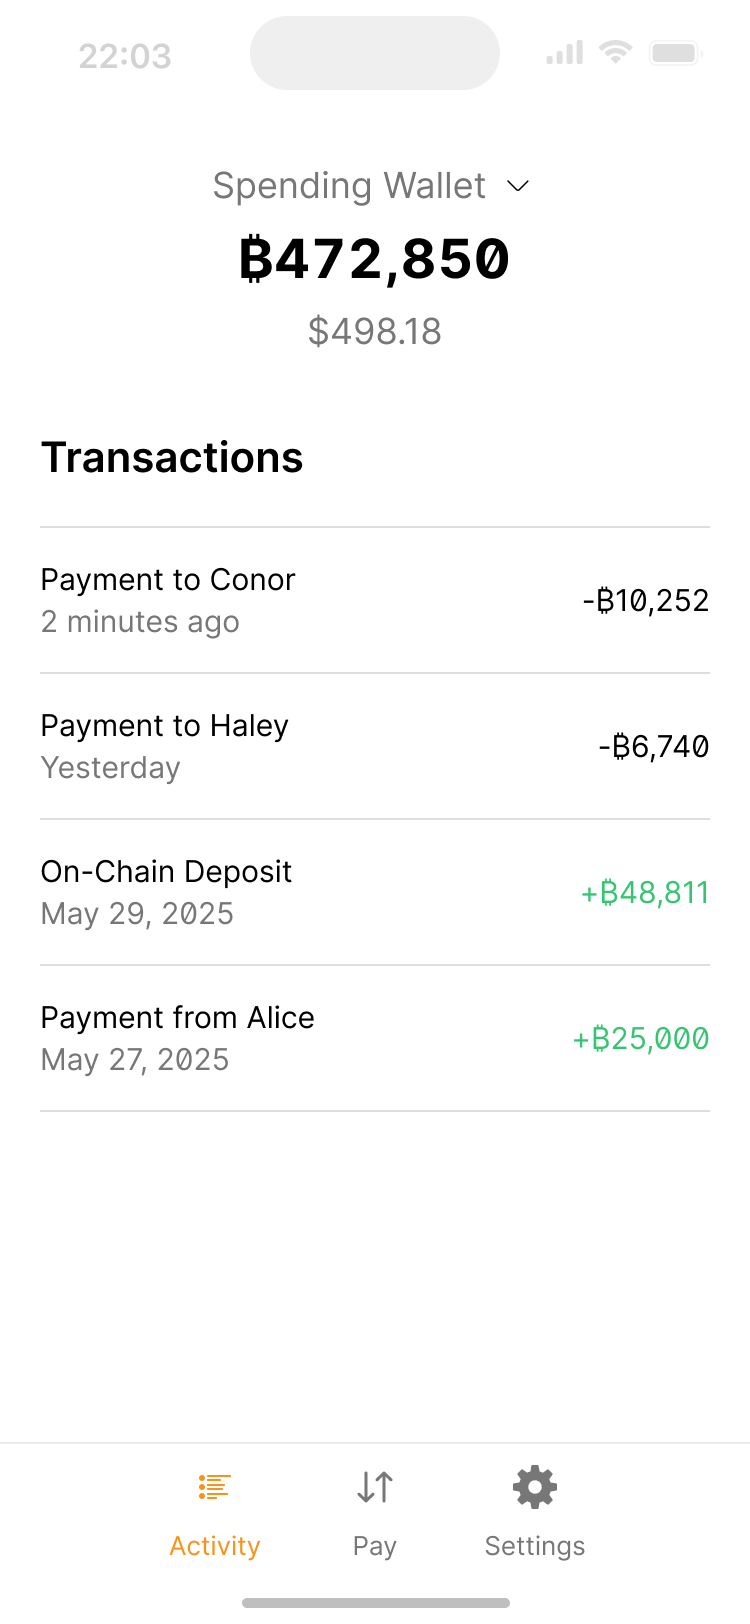 22:03
Spending Wallet
₿472,850
$498.18
Transactions
Payment to Conor
2 minutes ago
-₿10,252
Payment to Haley
Yesterday
-₿6,740
On-Chain Deposit
May 29, 2025
+₿48,811
Payment from Alice
May 27, 2025
+₿25,000
Activity
Pay
Settings